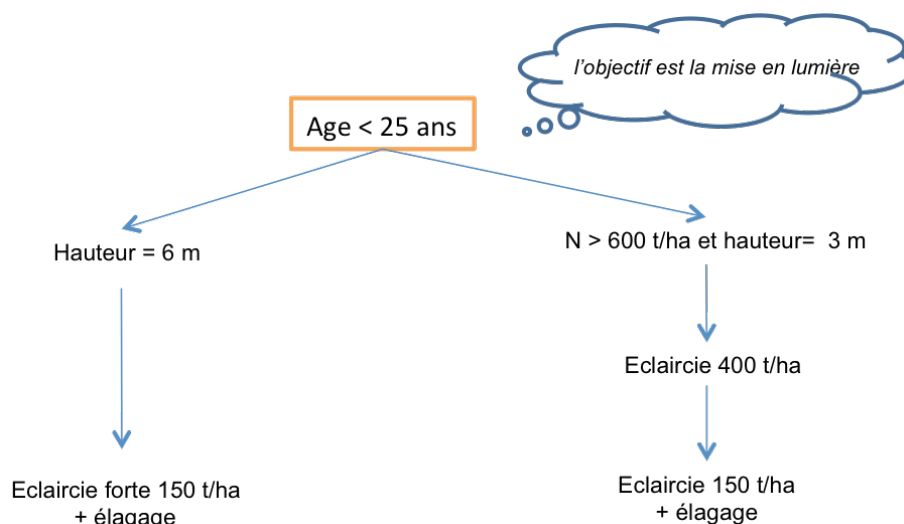 l'objectif est la mise en lumière
Age < 25 ans
Hauteur = 6 m
N > 600 t/ha et hauteur= 3 m
Eclaircie 400 t/ha
Eclaircie forte 150 t/ha
+ élagage
Eclaircie 150 t/ha
+ élagage